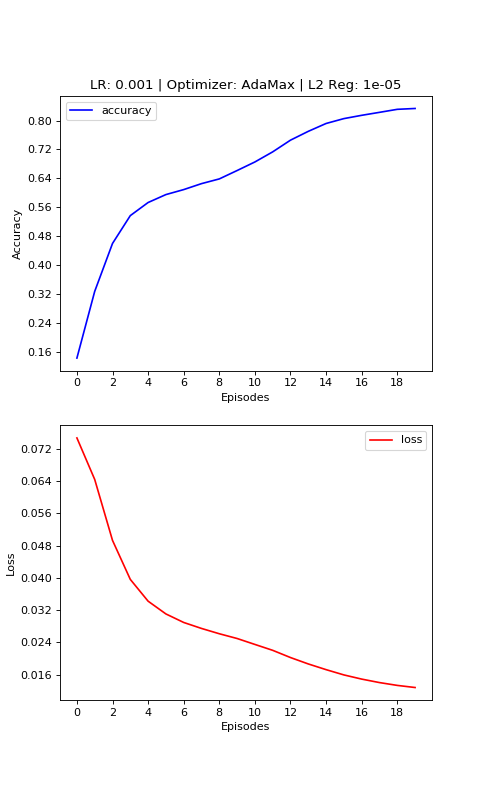 LR: 0.001 | Optimizer: AdaMax | L2 Reg: 1e-05
accuracy
0.80
0.72
0.64
0.56
0.48
0.40
0.32
0.24
0.16
Accuracy
0 2 4 6 8 10 12 14 16 18
Episodes
loss
0.072
0.064
0.056
0.048
0.040
0.032
0.024
0.016
Loss
0 2 4 6 8 10 12 14 16 18
Episodes